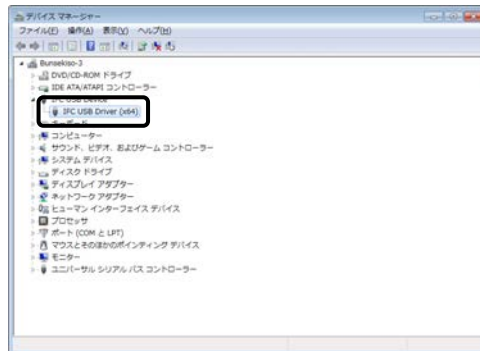 デバイス マネージャー
ファイル(F) 操作(A) 表示(V) ヘルプ(H)
Bunsekiso-3
DVD/CD-ROM ドライブ
IDE ATA/ATAPI コントローラー
IFC USB Device
IFC USB Driver (x64)
キーボード
コンピューター
サウンド、ビデオ、およびゲーム コントローラー
システム デバイス
ディスク ドライブ
ディスプレイ アダプター
ネットワーク アダプター
ヒューマン インターフェイス デバイス
プロセッサ
ポート (COM と LPT)
マウスとそのほかのポインティング デバイス
モニター
ユニバーサル シリアル バス コントローラー